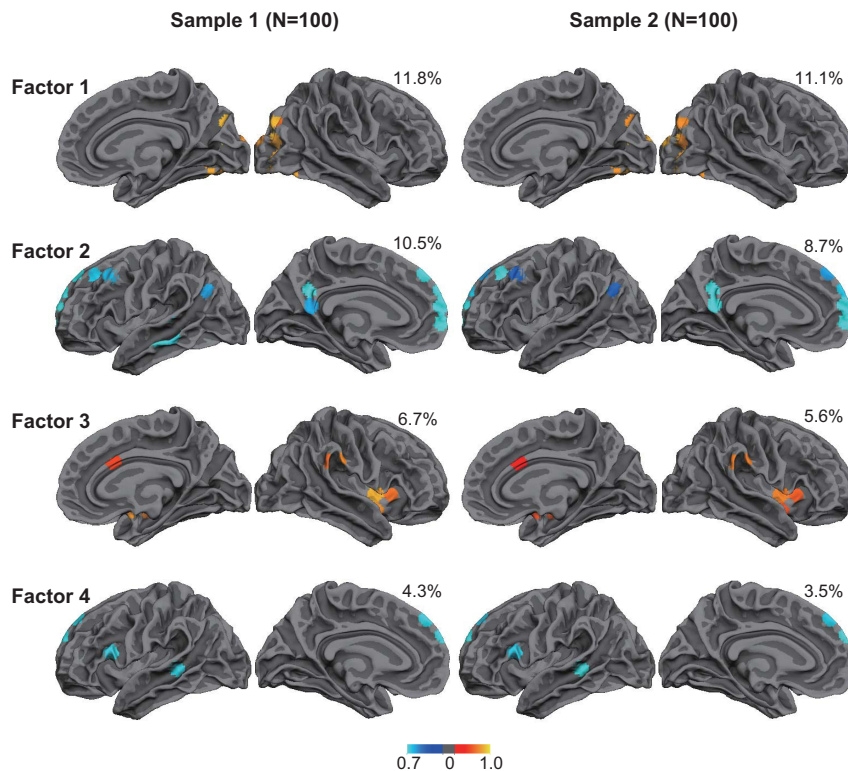 Sample 1 (N=100) Sample 2 (N=100)
Factor 1 11.8% 11.1%
Factor 2 10.5% 8.7%
Factor 3 6.7% 5.6%
Factor 4 4.3% 3.5%
0.7 0 1.0